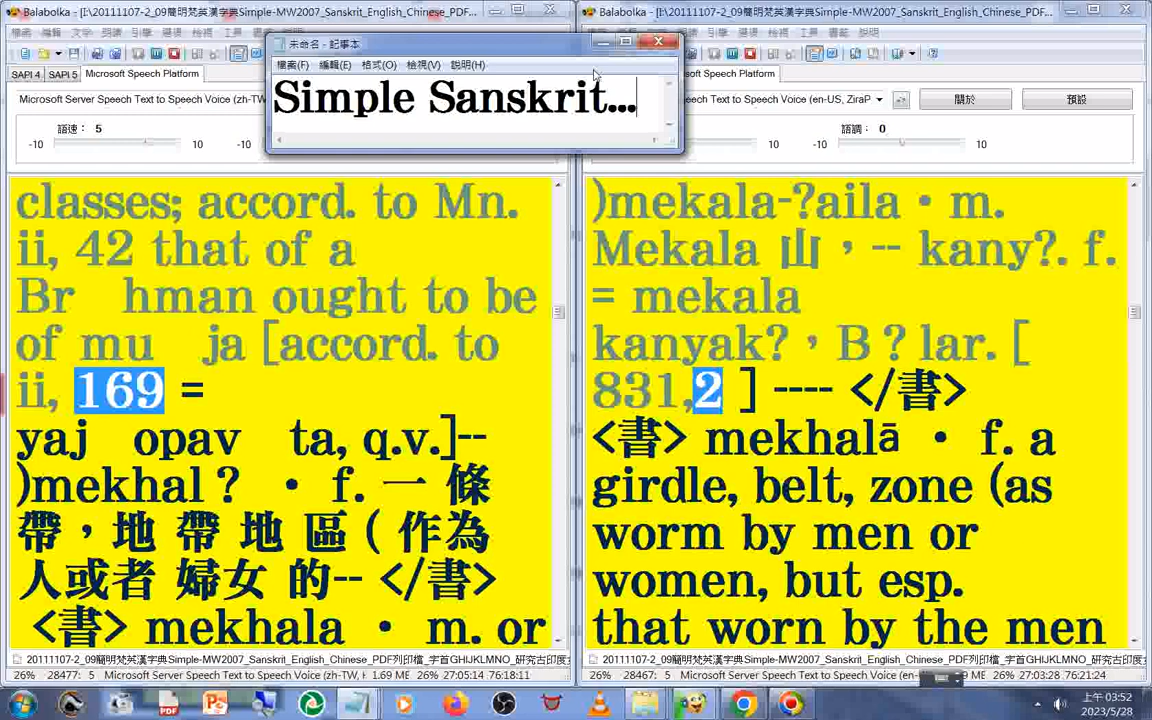 Balabolka - [I:\20111107-2_09簡明梵英漢字典Simple-MW2007_Sanskrit_English_Chinese_PDF...
Balabolka - [I:\20111107-2_09簡明梵英漢字典Simple-MW2007_Sanskrit_English_Chinese_PDF...
未命名 - 記事本
檔案(F) 編輯(E) 格式(O) 檢視(V) 說明(H)
Simple Sanskrit...
SAPI 4 SAPI 5 Microsoft Speech Platform
Speech Platform
Microsoft Server Speech Text to Speech Voice (zh-TW,
eech Text to Speech Voice (en-US, ZiraP
關於
預設
語速: 5
-10 10 -10
語調: 0
10 -10 10
classes; accord. to Mn.
ii, 42 that of a
Br hman ought to be
of mu ja [accord. to
ii, 169 =
yaj opav ta, q.v.]--
)mekhal? • f. 一 條
帶，地 帶 地 區 ( 作為
人或者 婦女 的-- </書>
<書> mekhala • m. or
)mekala-?aila • m.
Mekala 山，-- kany?. f.
= mekala
kanyak?，B?lar. [
831,2 ] ---- </書>
<書> mekhalā • f. a
girdle, belt, zone (as
worm by men or
women, but esp.
that worn by the men
20111107-2_09簡明梵英漢字典Simple-MW2007_Sanskrit_English_Chinese_PDF列印檔_字首GHIJKLMNO_研究古印度
20111107-2_09簡明梵英漢字典Simple-MW2007_Sanskrit_English_Chinese_PDF列印檔_字首GHIJKLMNO_研究古印度
26% 28477: 5 Microsoft Server Speech Text to Speech Voice (zh-TW, 1.69 ME 26% 27:05:14 76:18:11
26% 28467: 5 Microsoft Server Speech 26% 27:03:28 76:21:24
上午 03:52
2023/5/28